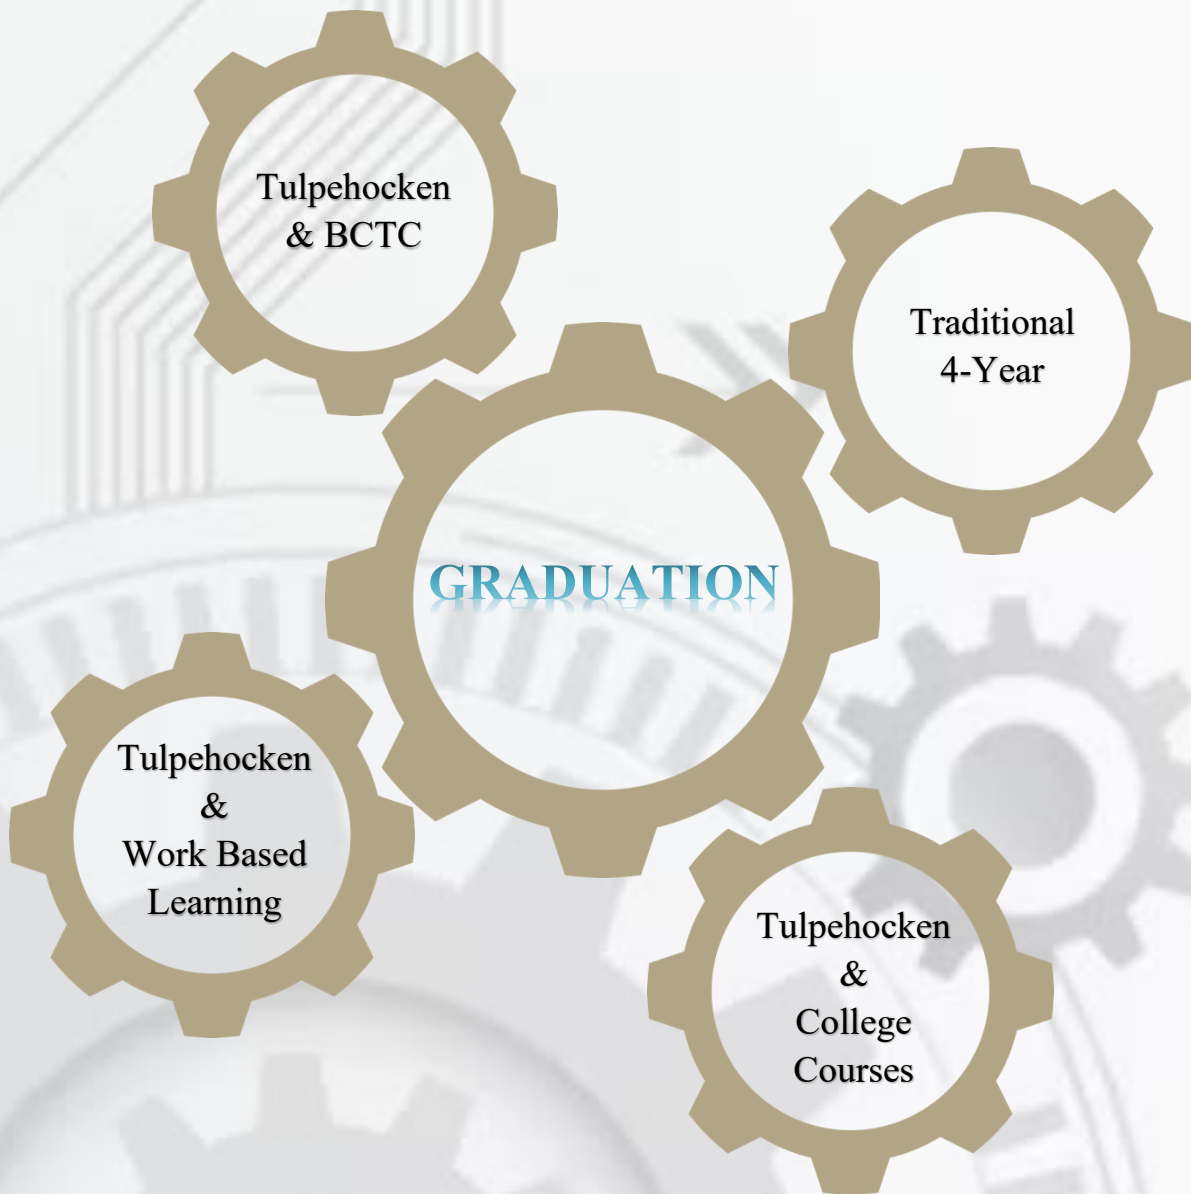 Tulpehocken
& BCTC
Traditional
4-Year
GRADUATION
Tulpehocken
&
Work Based
Learning
Tulpehocken
&
College
Courses